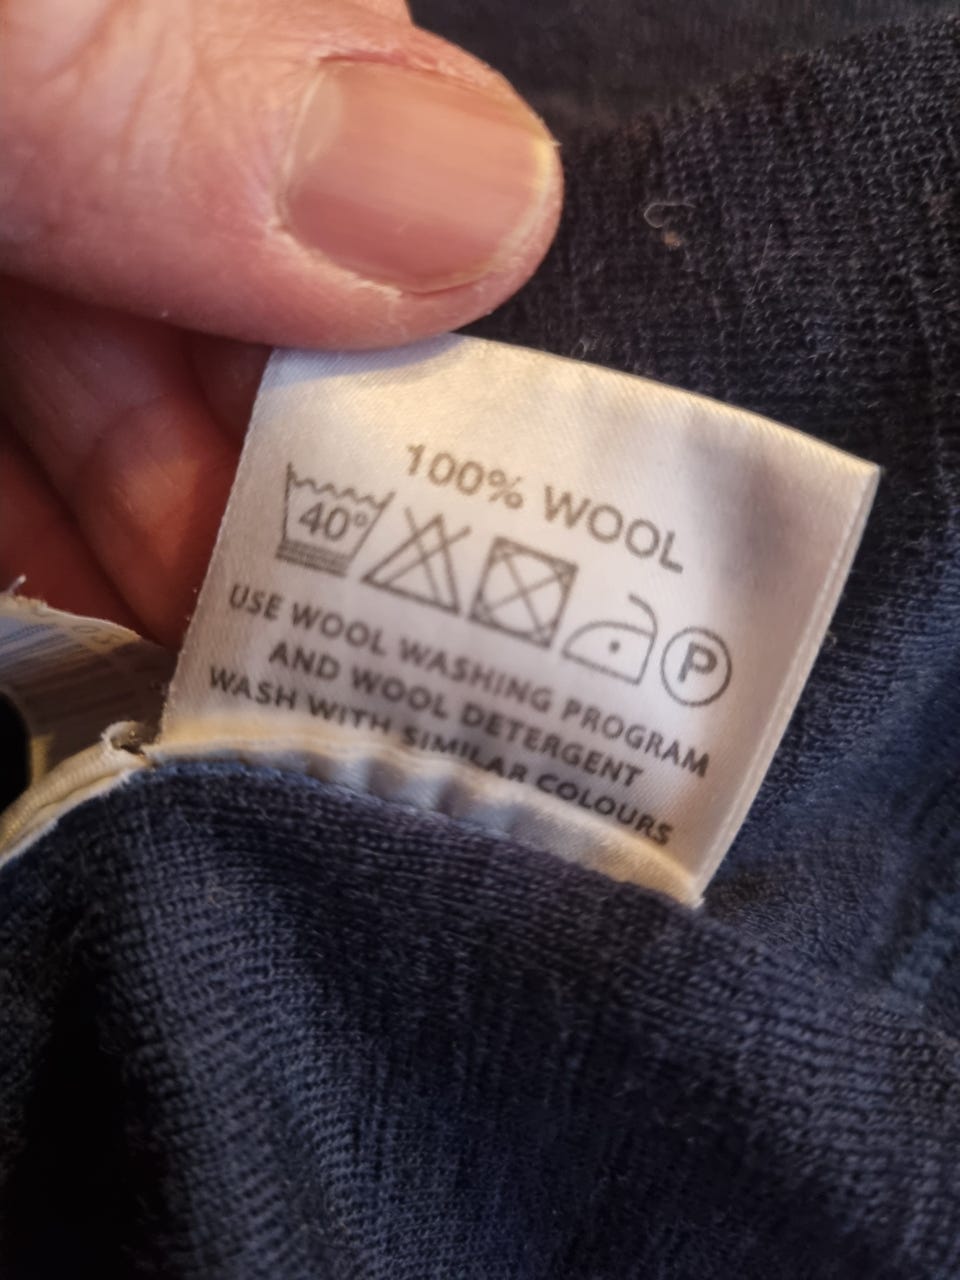 100% WOOL
40°
P
USE WOOL WASHING PROGRAM
AND WOOL DETERGENT
WASH WITH SIMILAR COLOURS